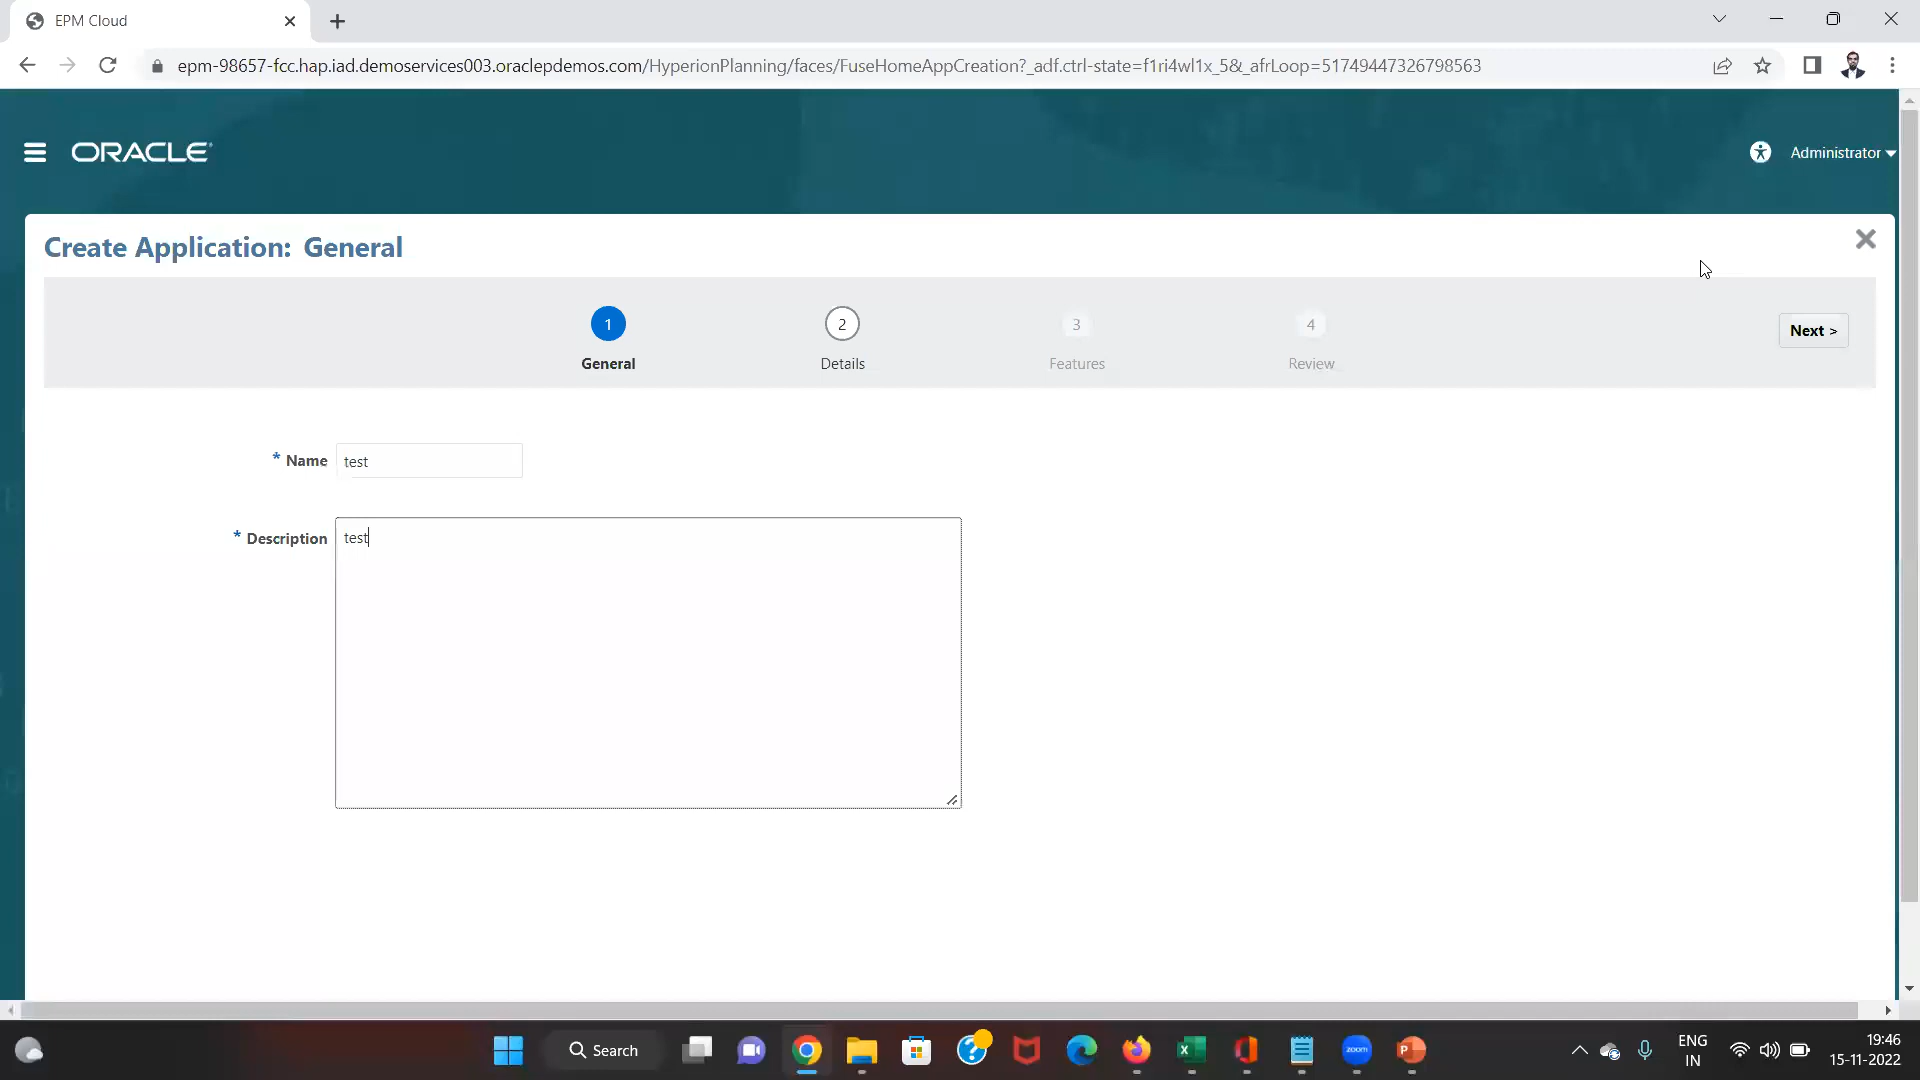 EPM Cloud
epm-98657-fcc.hap.iad.demoservices003.oraclepdemos.com/HyperionPlanning/faces/FuseHomeAppCreation?_adf.ctrl-state=f1ri4wl1x_5&_afrLoop=51749447326798563
ORACLE
Administrator
Create Application: General
1
2
3
4
General
Details
Features
Review
Next >
* Name
test
* Description
test
Search
zoom
ENG
IN
19:46
15-11-2022